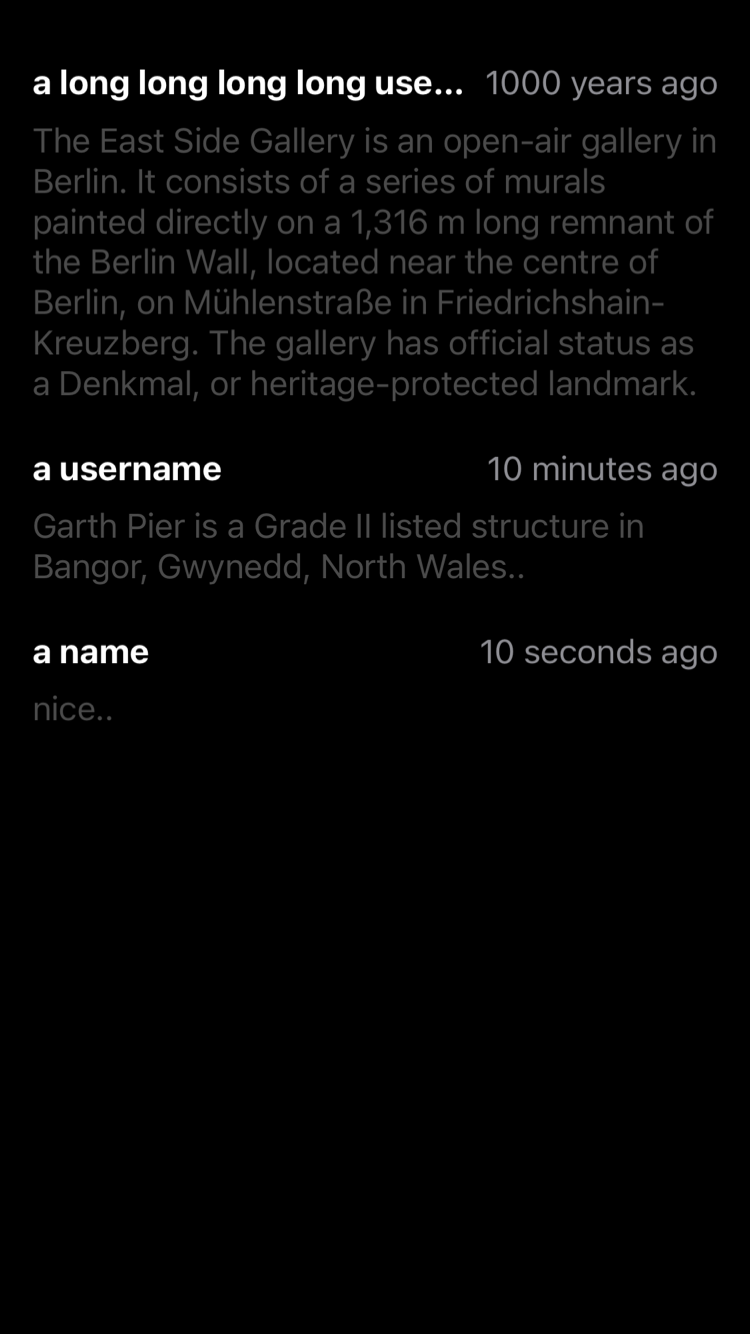 a long long long long use... 1000 years ago
The East Side Gallery is an open-air gallery in
Berlin. It consists of a series of murals
painted directly on a 1,316 m long remnant of
the Berlin Wall, located near the centre of
Berlin, on Mühlenstraße in Friedrichshain-
Kreuzberg. The gallery has official status as
a Denkmal, or heritage-protected landmark.
a username 10 minutes ago
Garth Pier is a Grade II listed structure in
Bangor, Gwynedd, North Wales..
a name 10 seconds ago
nice..